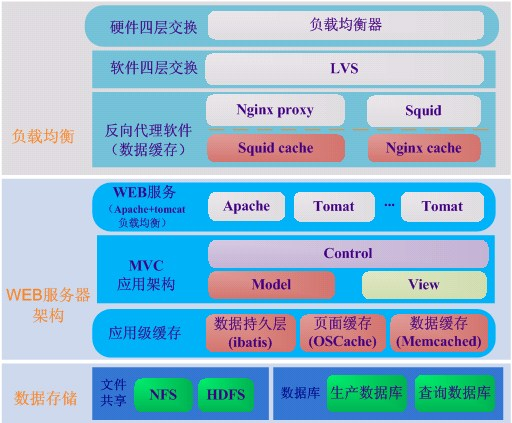 硬件四层交换
负载均衡器
软件四层交换
LVS
负载均衡
反向代理软件
(数据缓存)
Nginx proxy
Squid
Squid cache
Nginx cache
WEB服务
(Apache+tomcat
负载均衡)
Apache
Tomat
...
Tomat
WEB服务器
架构
MVC
应用架构
Control
Model
View
应用级缓存
数据持久层
(ibatis)
页面缓存
(OSCache)
数据缓存
(Memcached)
数据存储
文件
共享
NFS
HDFS
数据库
生产数据库
查询数据库